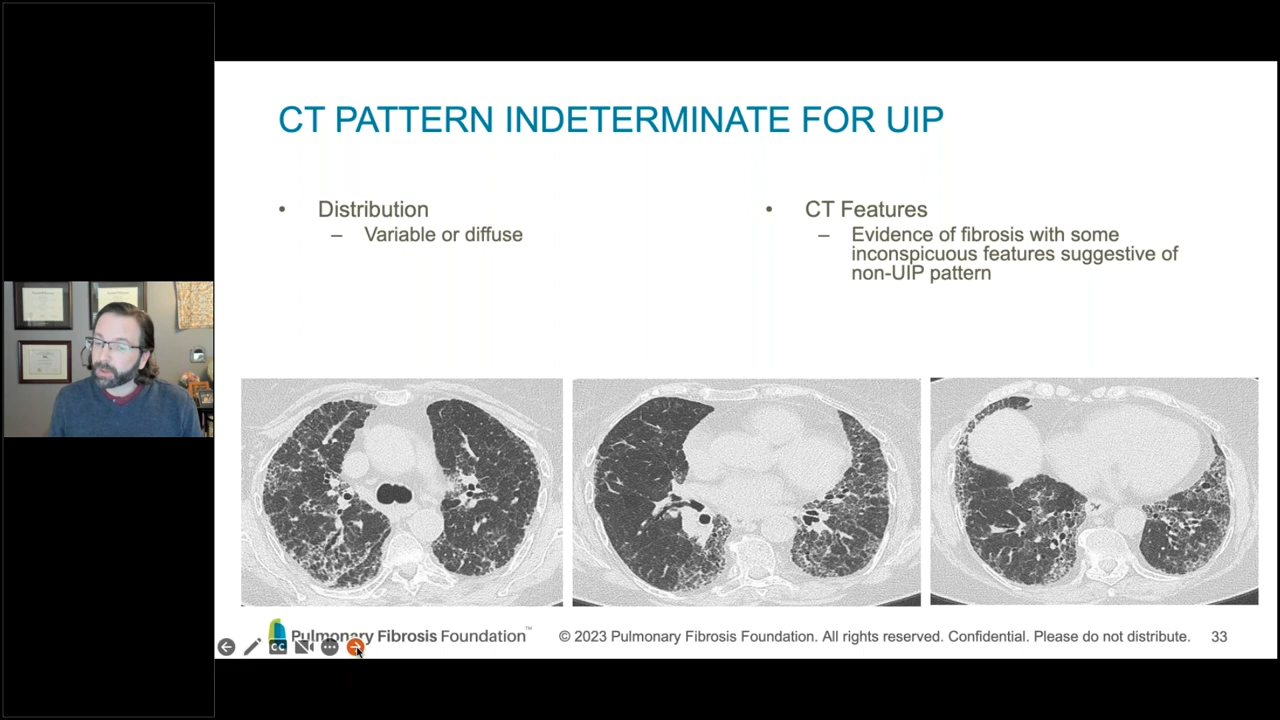 CT PATTERN INDETERMINATE FOR UIP
• Distribution
– Variable or diffuse
• CT Features
– Evidence of fibrosis with some
inconspicuous features suggestive of
non-UIP pattern
Pulmonary Fibrosis Foundation™
© 2023 Pulmonary Fibrosis Foundation. All rights reserved. Confidential. Please do not distribute.
33
CC